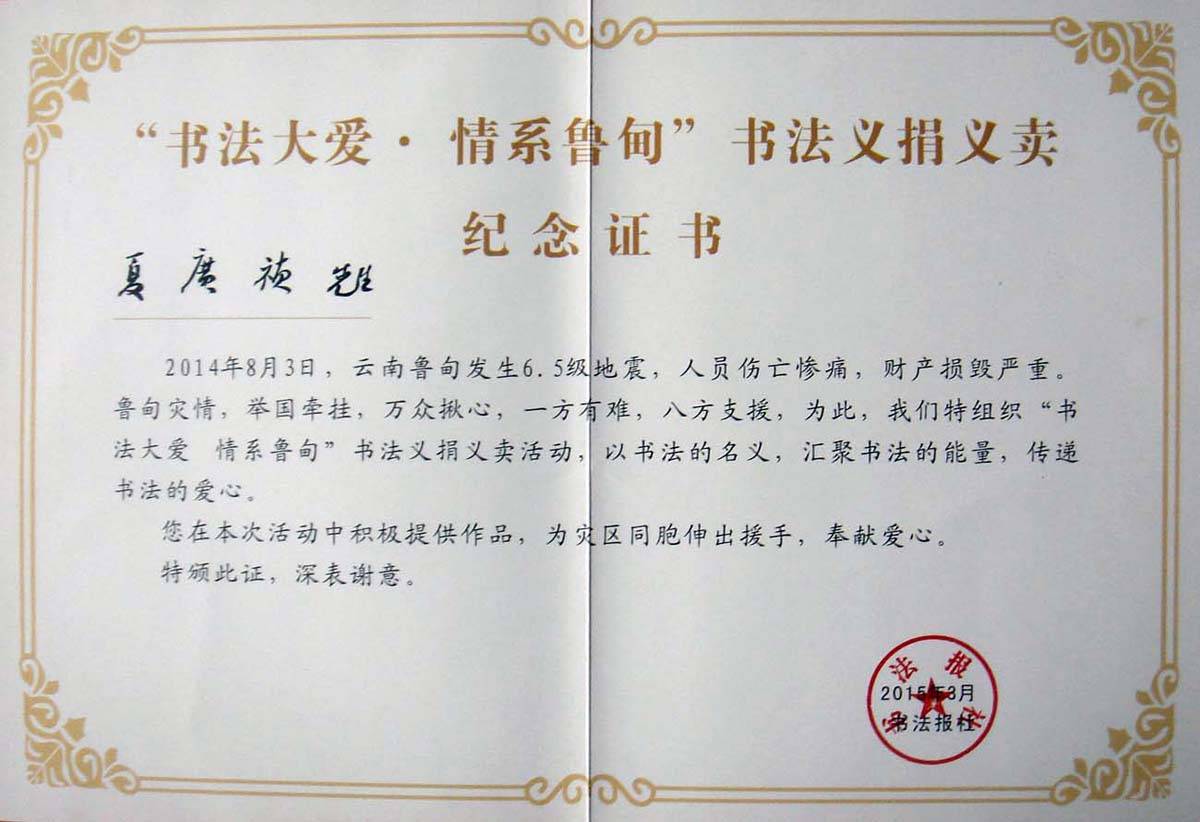 “书法大爱·情系鲁甸”书法义捐义卖
纪念证书
夏廣祯 先生
2014年8月3日，云南鲁甸发生6.5级地震，人员伤亡惨痛，财产损毁严重。
鲁甸灾情，举国牵挂，万众揪心，一方有难，八方支援，为此，我们特组织“书
法大爱 情系鲁甸”书法义捐义卖活动，以书法的名义，汇聚书法的能量，传递
书法的爱心。
您在本次活动中积极提供作品，为灾区同胞伸出援手，奉献爱心。
特颁此证，深表谢意。
书法报社
2015年3月
书法报社